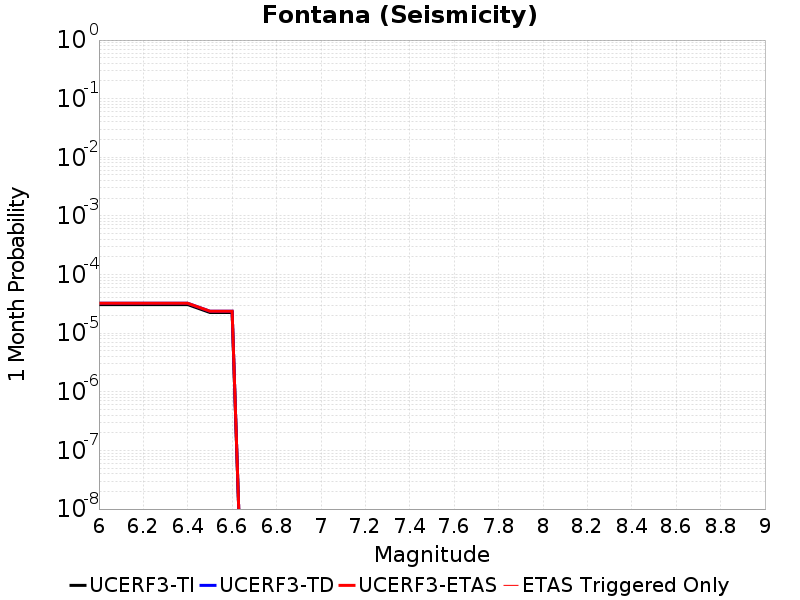 Fontana (Seismicity)
1 Month Probability
10^0
10^-1
10^-2
10^-3
10^-4
10^-5
10^-6
10^-7
10^-8
6 6.2 6.4 6.6 6.8 7 7.2 7.4 7.6 7.8 8 8.2 8.4 8.6 8.8 9
Magnitude
UCERF3-TI UCERF3-TD UCERF3-ETAS ETAS Triggered Only